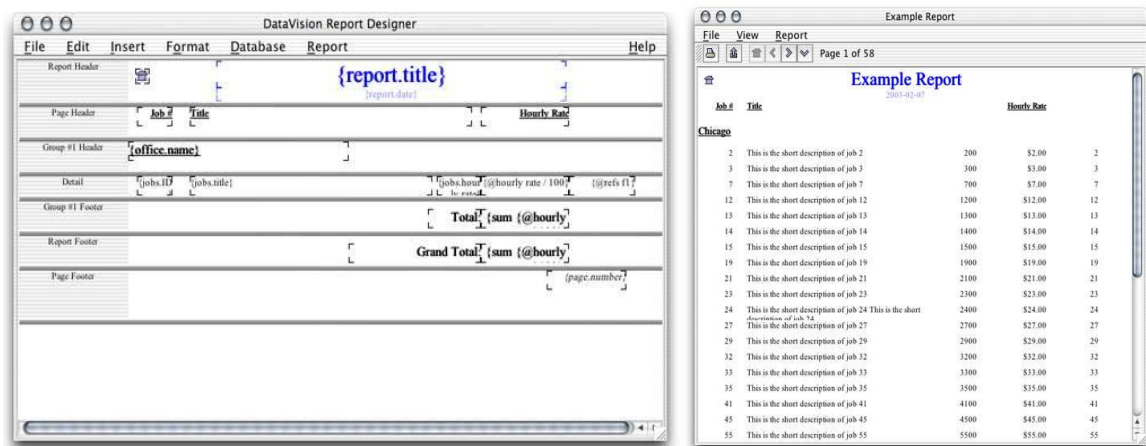 DataVision Report Designer
File Edit Insert Format Database Report Help
Report Header
{report.title}
{report.date}
Page Header
Job # Title Hourly Rate
Group #1 Header
{office.name}
Detail
{jobs.ID} {jobs.title} {jobs.hour {@hourly rate / 100} {@refs f1}
Group #1 Footer
Total: {sum {@hourly
Report Footer
Grand Total: {sum {@hourly
Page Footer
{page.number}
Example Report
File View Report
Page 1 of 58
Example Report
2003-02-07
Job # Title Hourly Rate
Chicago
2 This is the short description of job 2 200 $2.00 2
3 This is the short description of job 3 300 $3.00 3
7 This is the short description of job 7 700 $7.00 7
12 This is the short description of job 12 1200 $12.00 12
13 This is the short description of job 13 1300 $13.00 13
14 This is the short description of job 14 1400 $14.00 14
15 This is the short description of job 15 1500 $15.00 15
19 This is the short description of job 19 1900 $19.00 19
21 This is the short description of job 21 2100 $21.00 21
23 This is the short description of job 23 2300 $23.00 23
24 This is the short description of job 24 This is the short 2400 $24.00 24
description of job 24
27 This is the short description of job 27 2700 $27.00 27
29 This is the short description of job 29 2900 $29.00 29
32 This is the short description of job 32 3200 $32.00 32
33 This is the short description of job 33 3300 $33.00 33
35 This is the short description of job 35 3500 $35.00 35
41 This is the short description of job 41 4100 $41.00 41
45 This is the short description of job 45 4500 $45.00 45
55 This is the short description of job 55 5500 $55.00 55